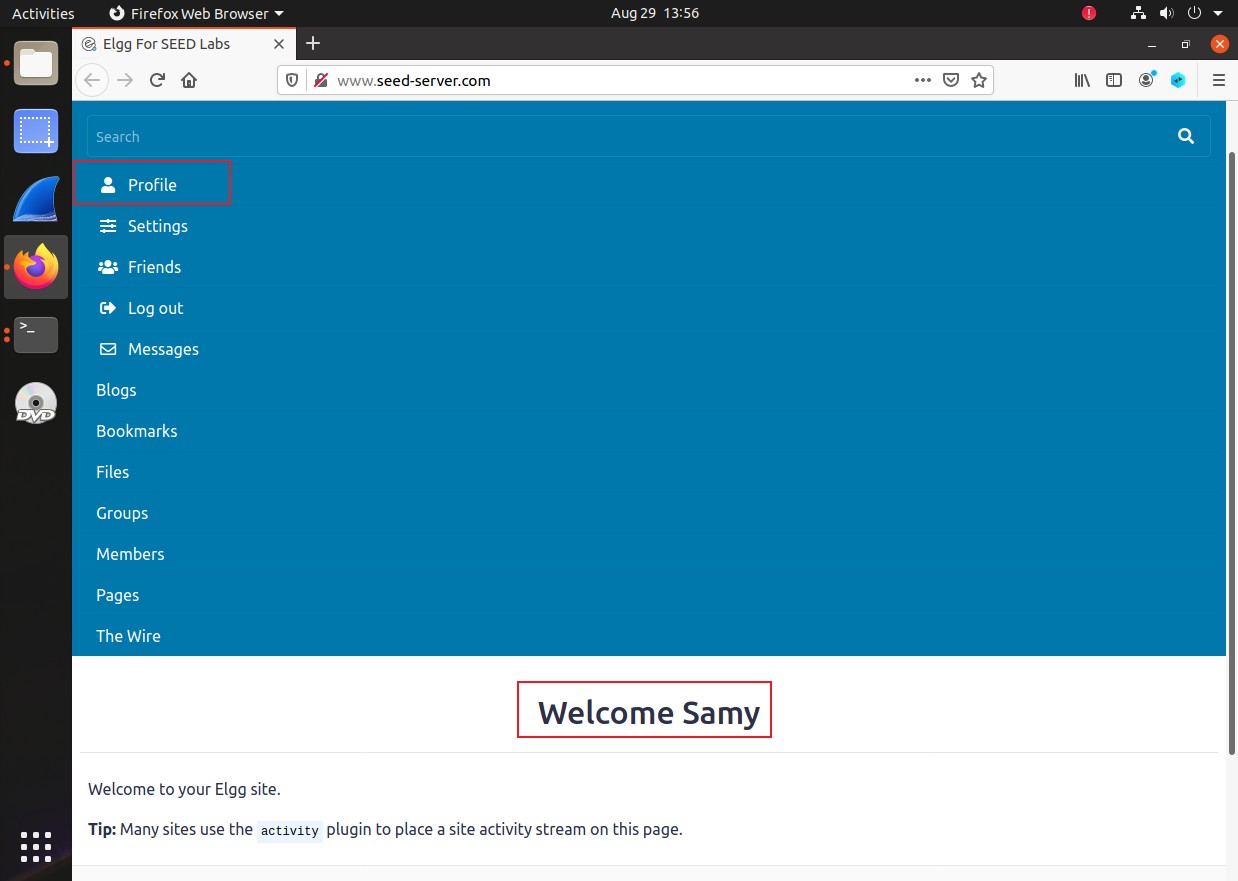 Activities Firefox Web Browser Aug 29 13:56
Elgg For SEED Labs
www.seed-server.com
Search
Profile
Settings
Friends
Log out
Messages
Blogs
Bookmarks
Files
Groups
Members
Pages
The Wire
Welcome Samy
Welcome to your Elgg site.
Tip: Many sites use the activity plugin to place a site activity stream on this page.
>_
DVD